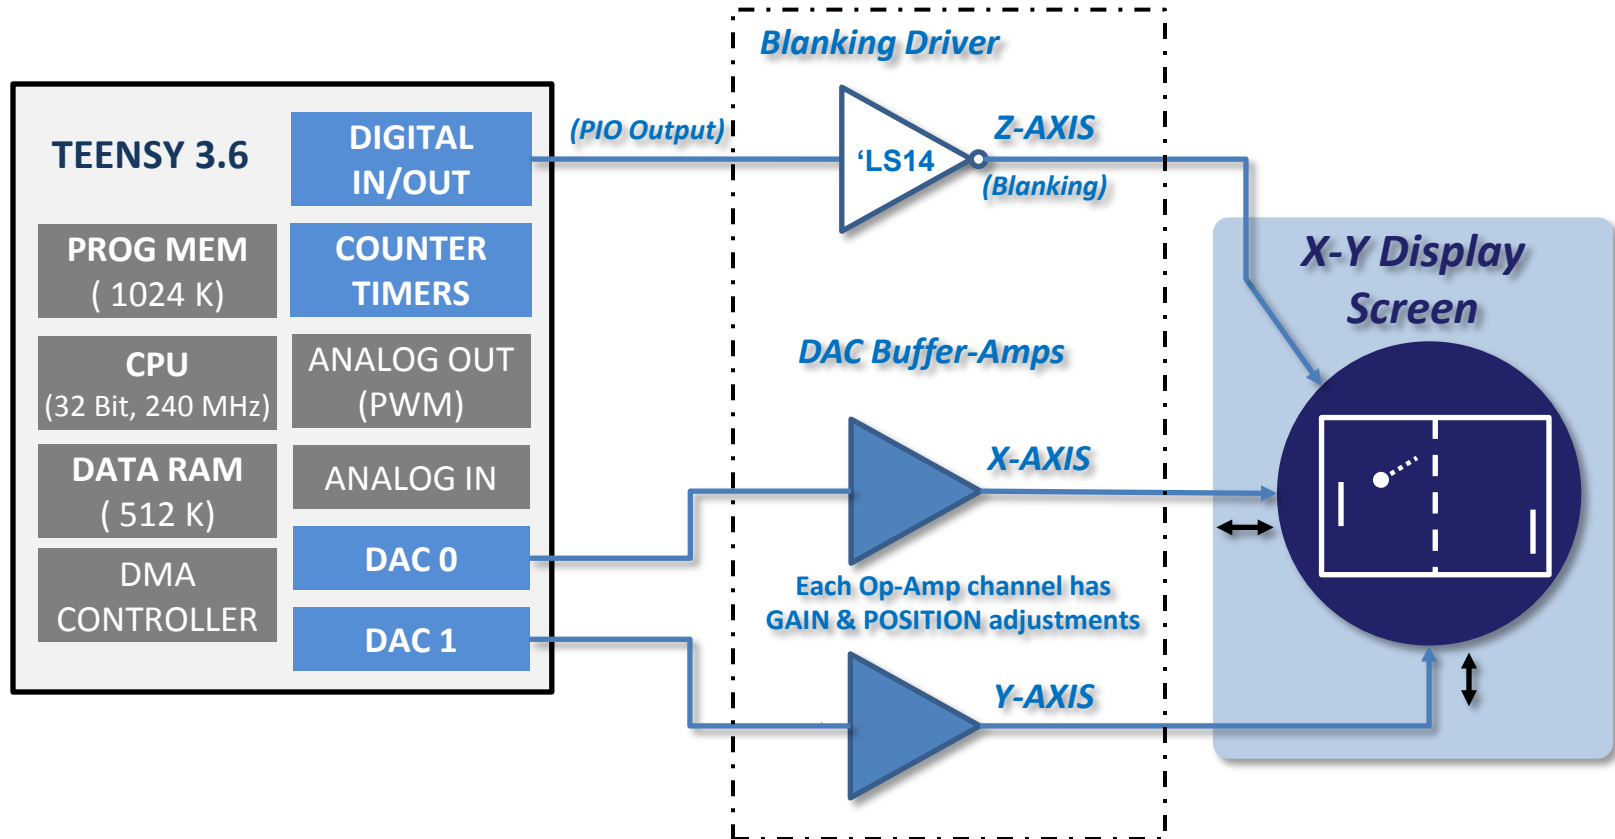 TEENSY 3.6
DIGITAL
IN/OUT
PROG MEM
( 1024 K)
COUNTER
TIMERS
CPU
(32 Bit, 240 MHz)
ANALOG OUT
(PWM)
DATA RAM
( 512 K)
ANALOG IN
DMA
CONTROLLER
DAC 0
DAC 1
(PIO Output)
Blanking Driver
‘LS14
Z-AXIS
(Blanking)
DAC Buffer-Amps
X-AXIS
Each Op-Amp channel has
GAIN & POSITION adjustments
Y-AXIS
X-Y Display
Screen